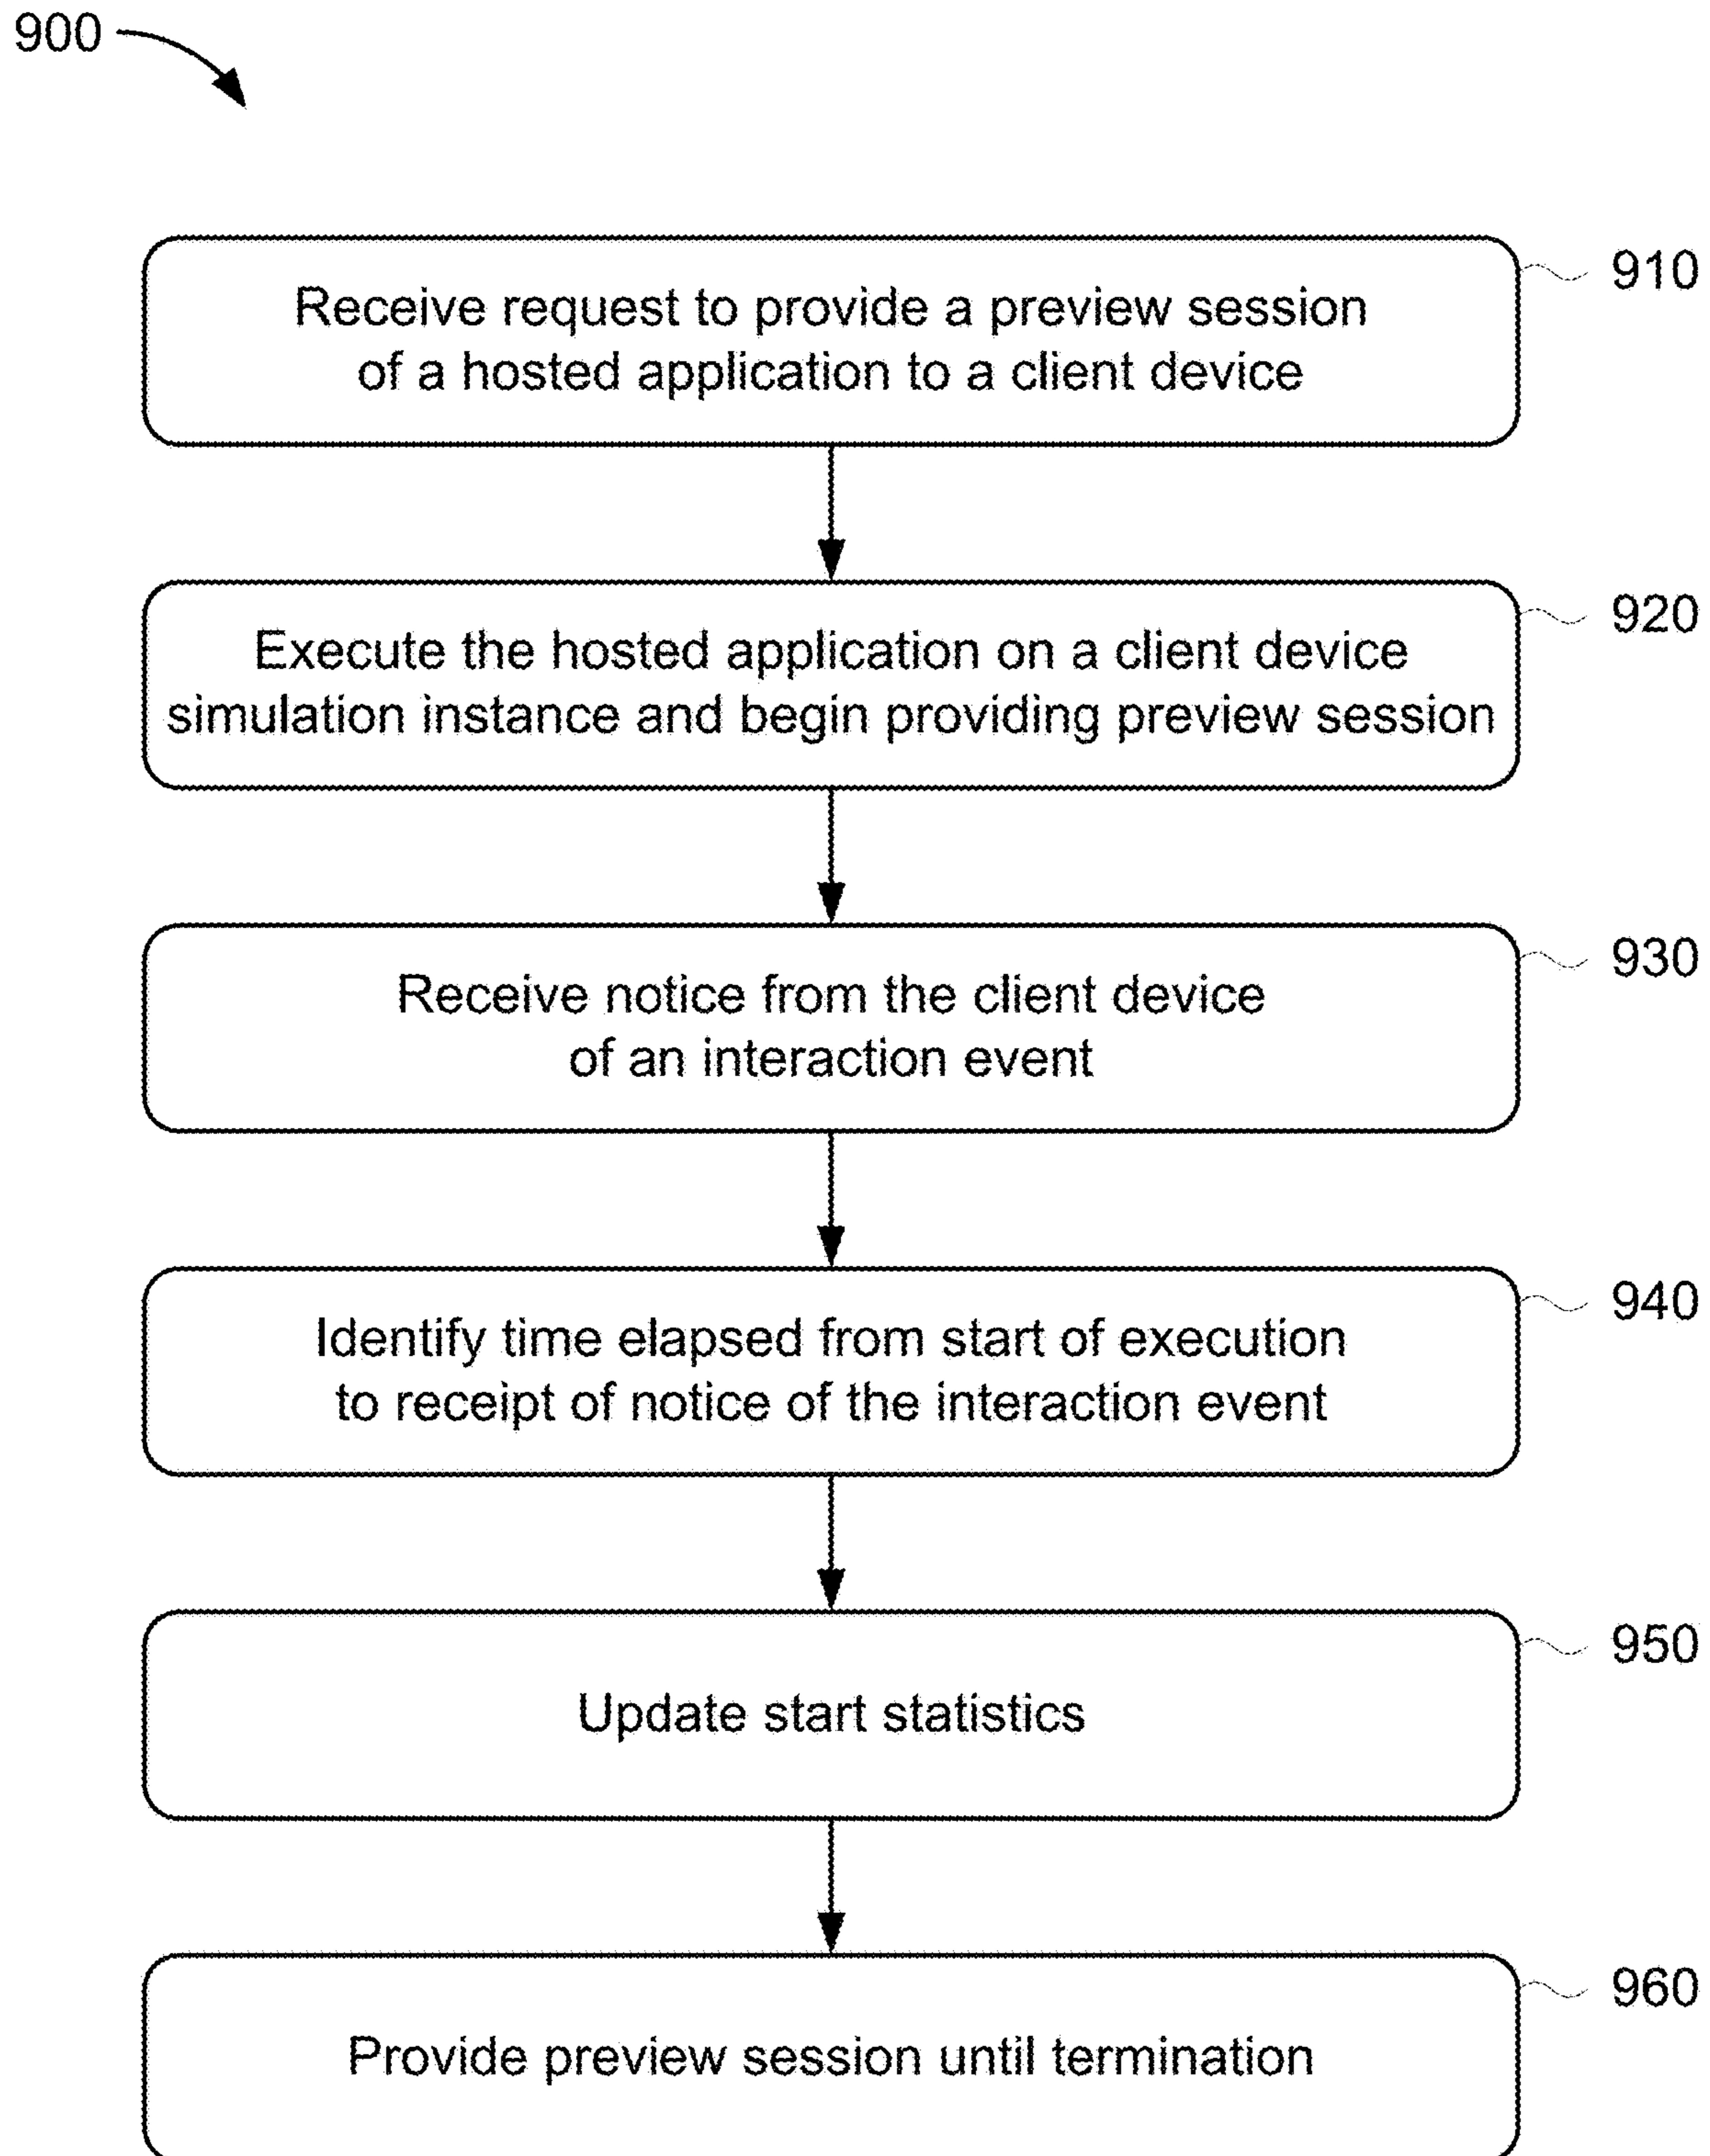 900
Receive request to provide a preview session
of a hosted application to a client device
910
Execute the hosted application on a client device
simulation instance and begin providing preview session
920
Receive notice from the client device
of an interaction event
930
Identify time elapsed from start of execution
to receipt of notice of the interaction event
940
Update start statistics
950
Provide preview session until termination
960